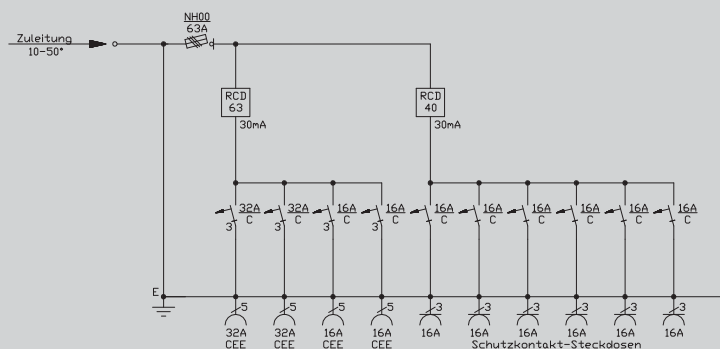 NH00
63A
Zuleitung
10-50°
RCD
63
30mA
RCD
40
30mA
32A
C
3
32A
C
3
16A
C
3
16A
C
3
16A
C
16A
C
16A
C
16A
C
16A
C
16A
C
E
5
5
5
5
3
3
3
3
3
3
32A
CEE
32A
CEE
16A
CEE
16A
CEE
16A
16A
16A
16A
16A
16A
Schutzkontakt-Steckdosen